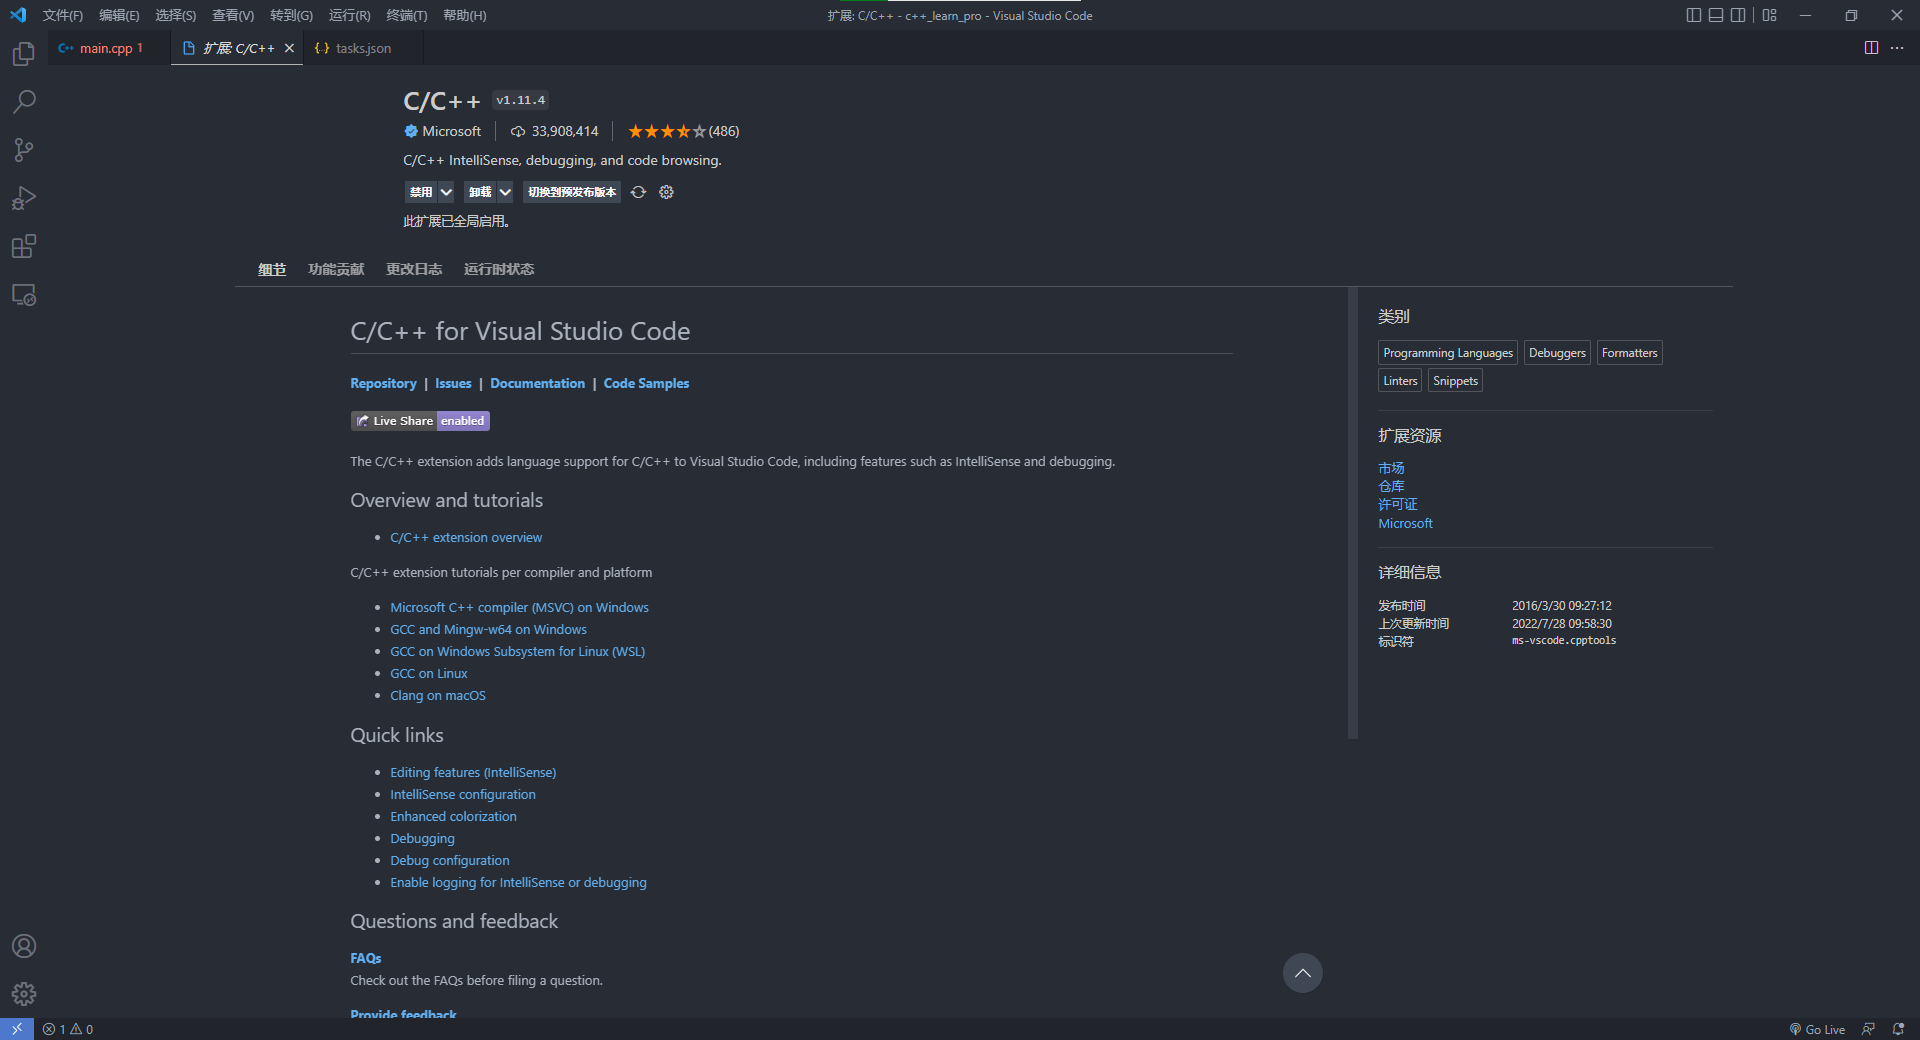 文件(F) 编辑(E) 选择(S) 查看(V) 转到(G) 运行(R) 终端(T) 帮助(H) 扩展: C/C++ - c++_learn_pro - Visual Studio Code
main.cpp 1 扩展: C/C++ tasks.json
C/C++ v1.11.4
Microsoft 33,908,414 (486)
C/C++ IntelliSense, debugging, and code browsing.
禁用 卸载 切换到预发布版本
此扩展已全局启用。
细节 功能贡献 更改日志 运行时状态
C/C++ for Visual Studio Code
Repository | Issues | Documentation | Code Samples
Live Share enabled
The C/C++ extension adds language support for C/C++ to Visual Studio Code, including features such as IntelliSense and debugging.
Overview and tutorials
• C/C++ extension overview
C/C++ extension tutorials per compiler and platform
• Microsoft C++ compiler (MSVC) on Windows
• GCC and Mingw-w64 on Windows
• GCC on Windows Subsystem for Linux (WSL)
• GCC on Linux
• Clang on macOS
Quick links
• Editing features (IntelliSense)
• IntelliSense configuration
• Enhanced colorization
• Debugging
• Debug configuration
• Enable logging for IntelliSense or debugging
Questions and feedback
FAQs
Check out the FAQs before filing a question.
Provide feedback
类别
Programming Languages Debuggers Formatters
Linters Snippets
扩展资源
市场
仓库
许可证
Microsoft
详细信息
发布时间 2016/3/30 09:27:12
上次更新时间 2022/7/28 09:58:30
标识符 ms-vscode.cpptools
1 0 Go Live